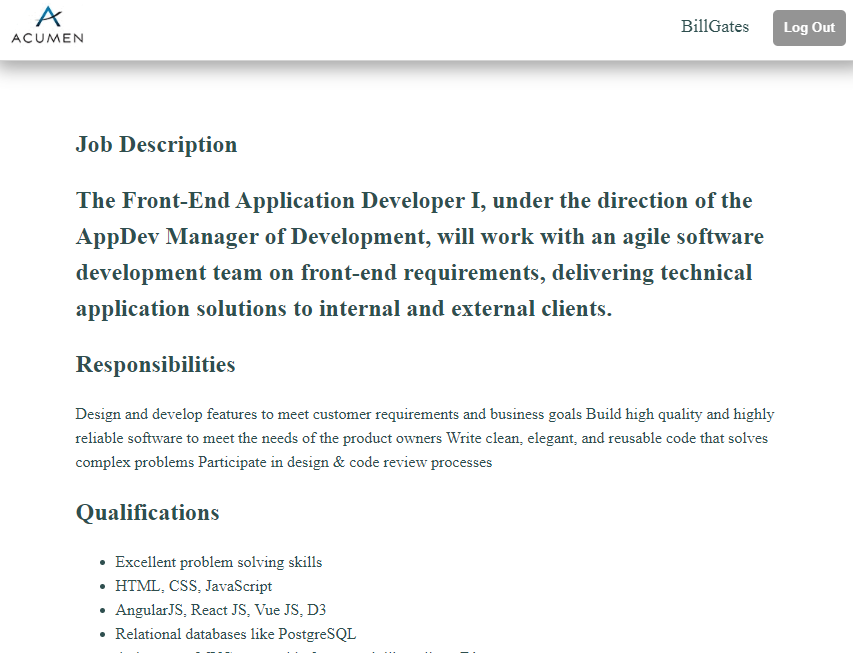 ACUMEN
BillGates
Log Out
Job Description
The Front-End Application Developer I, under the direction of the
AppDev Manager of Development, will work with an agile software
development team on front-end requirements, delivering technical
application solutions to internal and external clients.
Responsibilities
Design and develop features to meet customer requirements and business goals Build high quality and highly
reliable software to meet the needs of the product owners Write clean, elegant, and reusable code that solves
complex problems Participate in design & code review processes
Qualifications
• Excellent problem solving skills
• HTML, CSS, JavaScript
• AngularJS, React JS, Vue JS, D3
• Relational databases like PostgreSQL